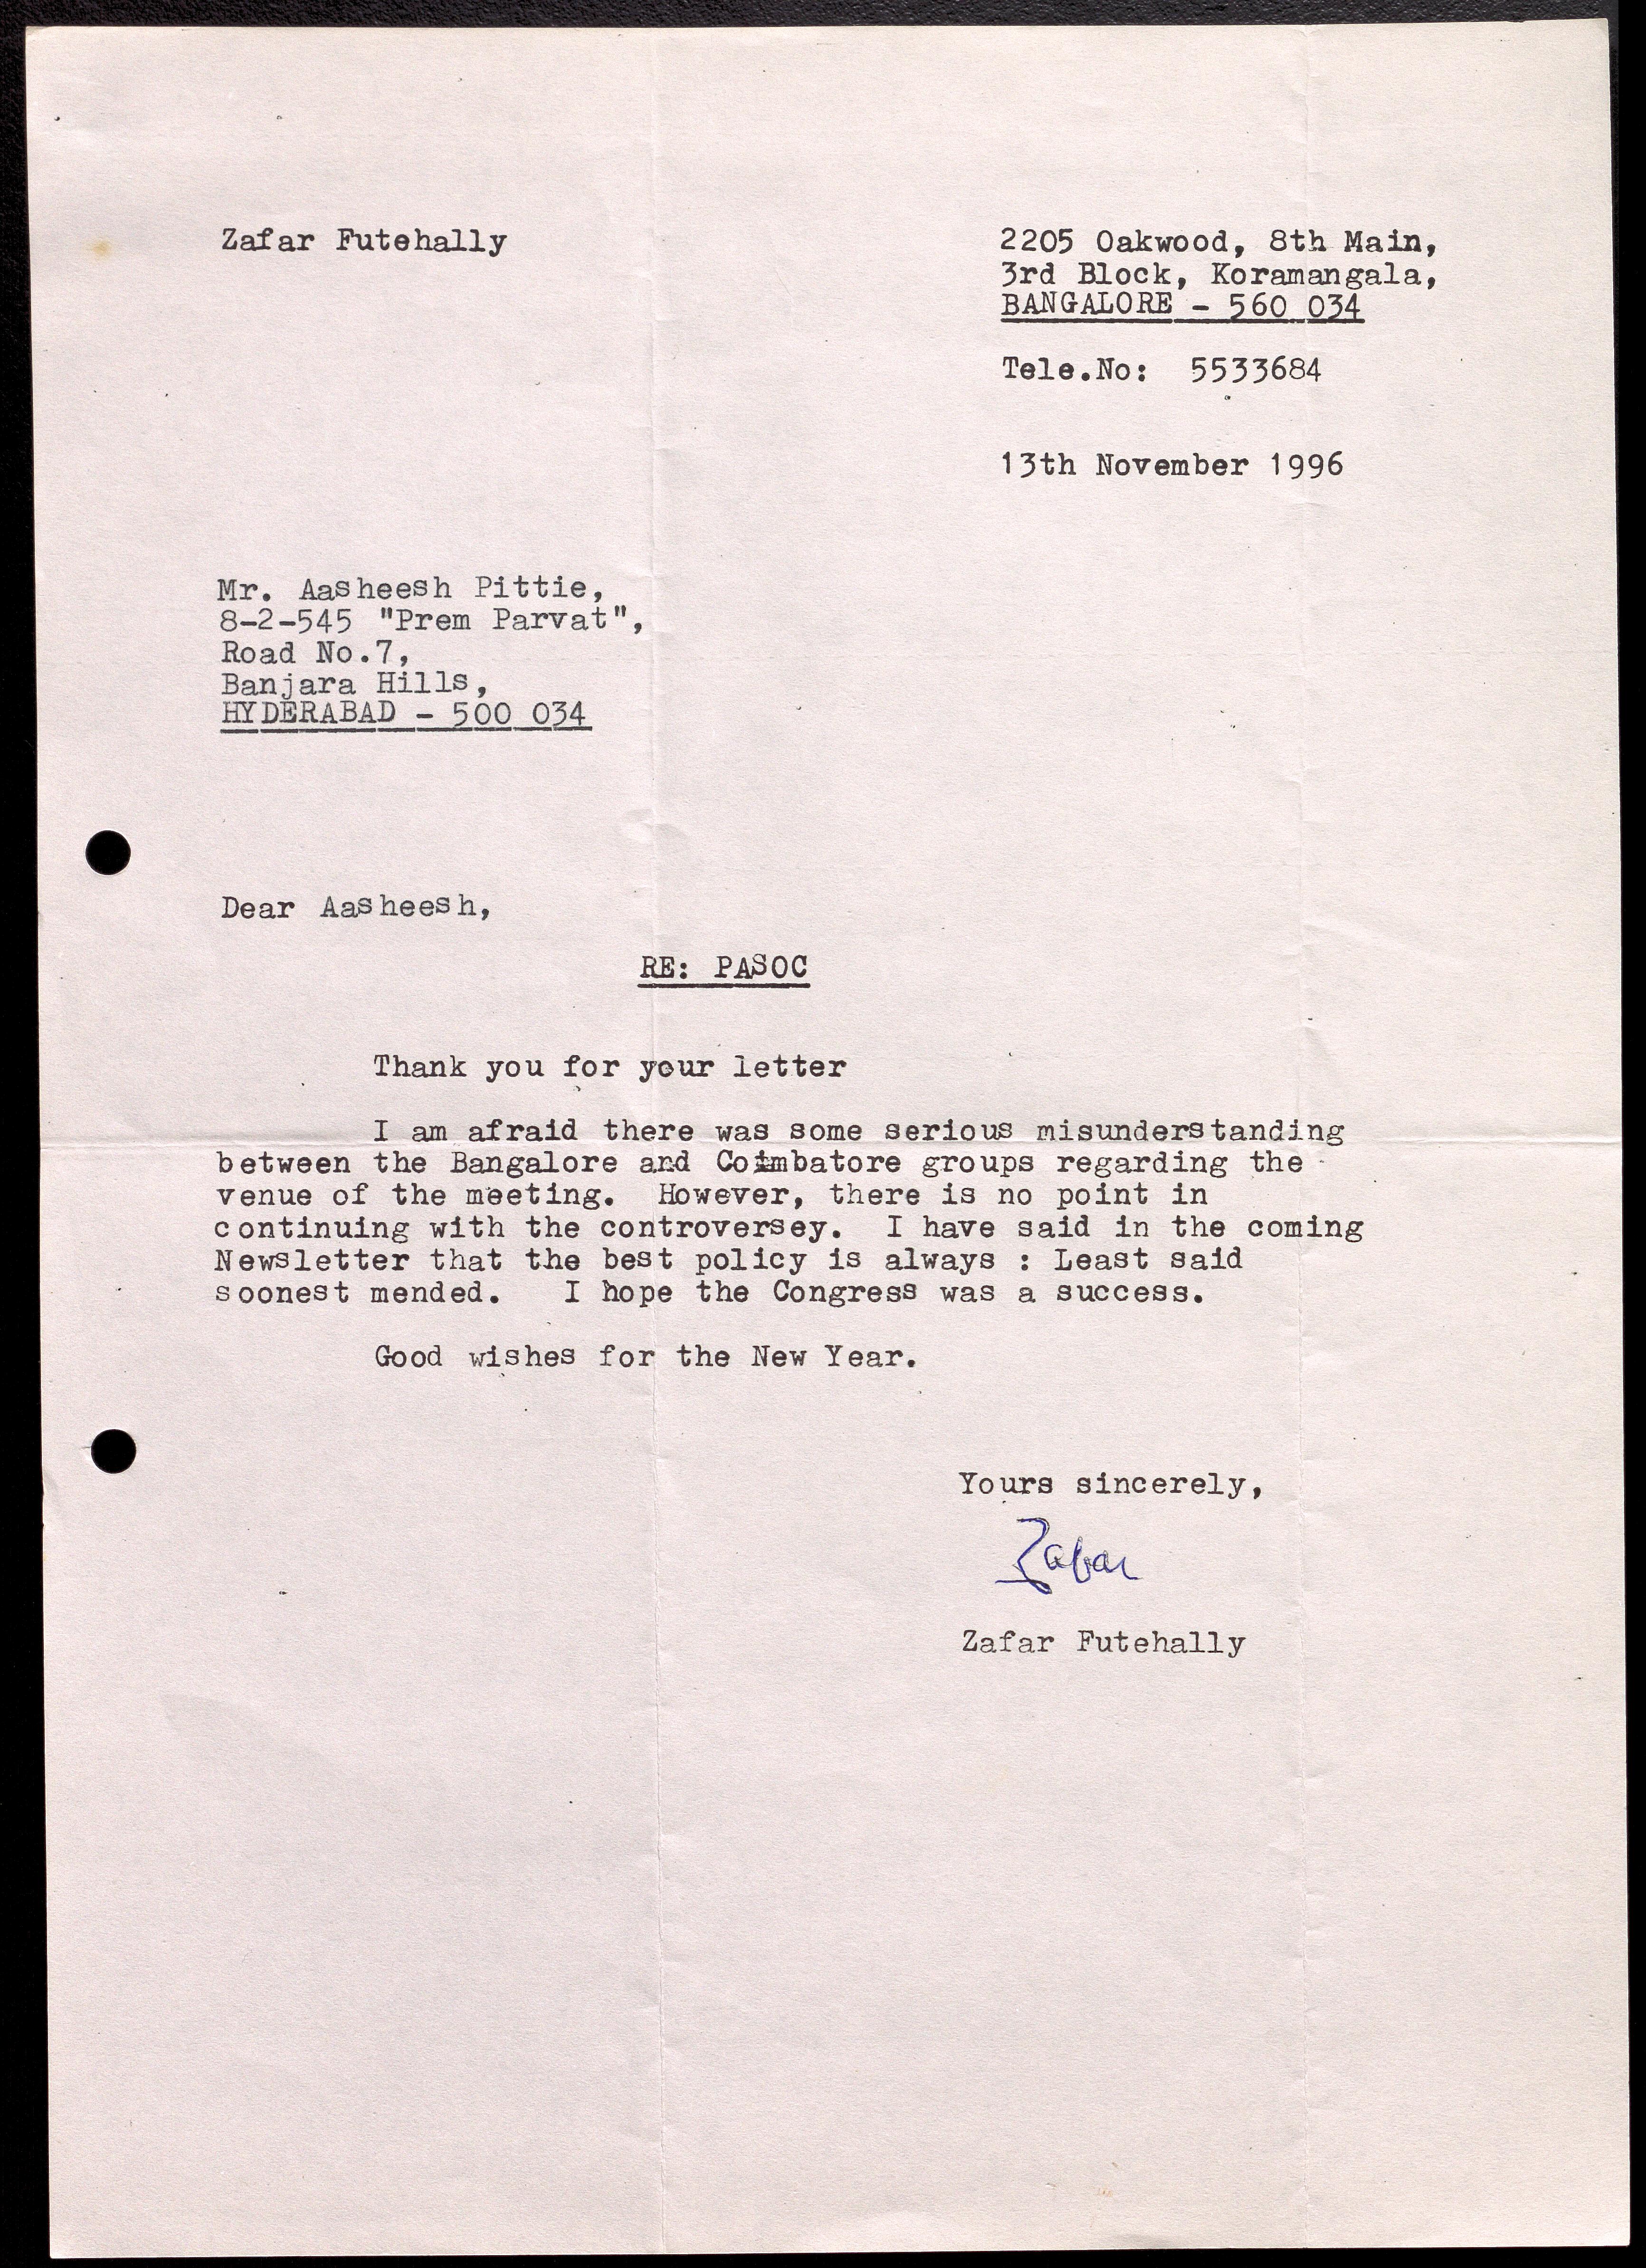 Zafar Futehally
2205 Oakwood, 8th Main,
3rd Block, Koramangala,
BANGALORE - 560 034
Tele.No: 5533684
13th November 1996
Mr. Aasheesh Pittie,
8-2-545 "Prem Parvat",
Road No.7,
Banjara Hills,
HYDERABAD - 500 034
Dear Aasheesh,
RE: PASOC
Thank you for your letter
I am afraid there was some serious misunderstanding
between the Bangalore and Coimbatore groups regarding the
venue of the meeting. However, there is no point in
continuing with the controversey. I have said in the coming
Newsletter that the best policy is always : Least said
soonest mended. I hope the Congress was a success.
Good wishes for the New Year.
Yours sincerely,
Zafar
Zafar Futehally